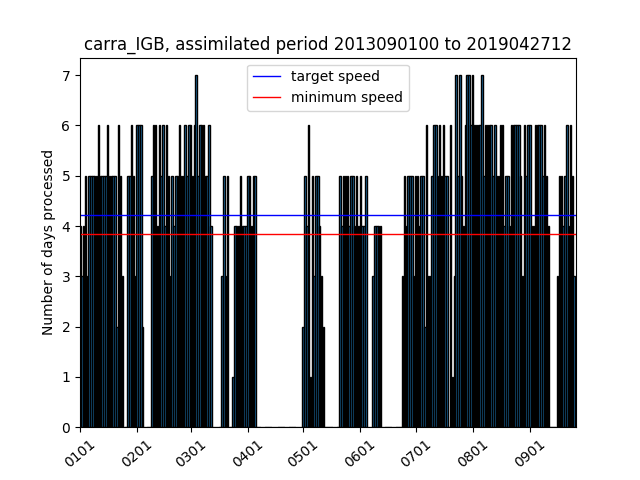 carra_IGB, assimilated period 2013090100 to 2019042712
target speed
minimum speed
Number of days processed
7
6
5
4
3
2
1
0
0101 0201 0301 0401 0501 0601 0701 0801 0901